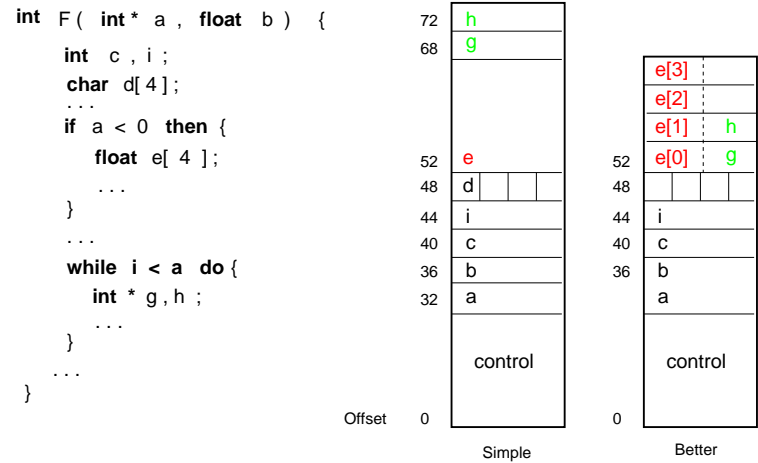 int F( int * a , float b ) {
int c , i ;
char d[ 4 ] ;
. . .
if a < 0 then {
float e[ 4 ] ;
. . .
}
. . .
while i < a do {
int * g , h ;
. . .
}
. . .
}
72 h
68 g
52 e
48 d
44 i
40 c
36 b
32 a
control
Offset 0
Simple
e[3]
e[2]
e[1] h
52 e[0] g
48
44 i
40 c
36 b
a
control
0
Better